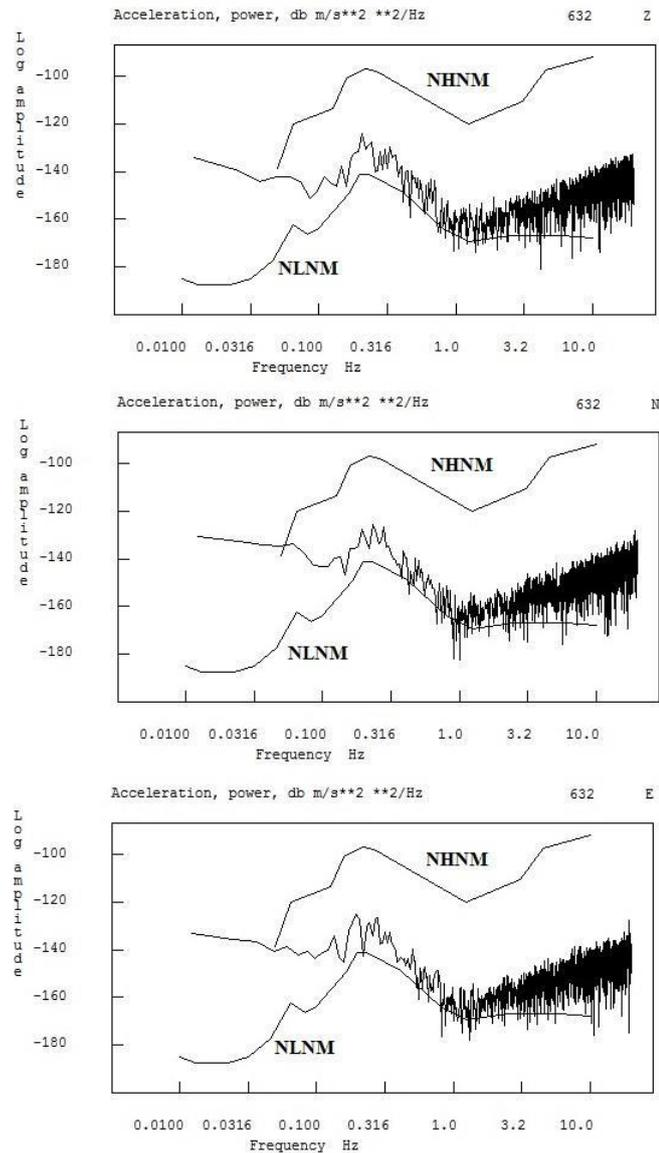 Acceleration, power, db m/s**2 **2/Hz 632 Z
Log amplitude
-100
-120
-140
-160
-180
NHNM
NLNM
0.0100 0.0316 0.100 0.316 1.0 3.2 10.0
Frequency Hz
Acceleration, power, db m/s**2 **2/Hz 632 N
Log amplitude
-100
-120
-140
-160
-180
NHNM
NLNM
0.0100 0.0316 0.100 0.316 1.0 3.2 10.0
Frequency Hz
Acceleration, power, db m/s**2 **2/Hz 632 E
Log amplitude
-100
-120
-140
-160
-180
NHNM
NLNM
0.0100 0.0316 0.100 0.316 1.0 3.2 10.0
Frequency Hz